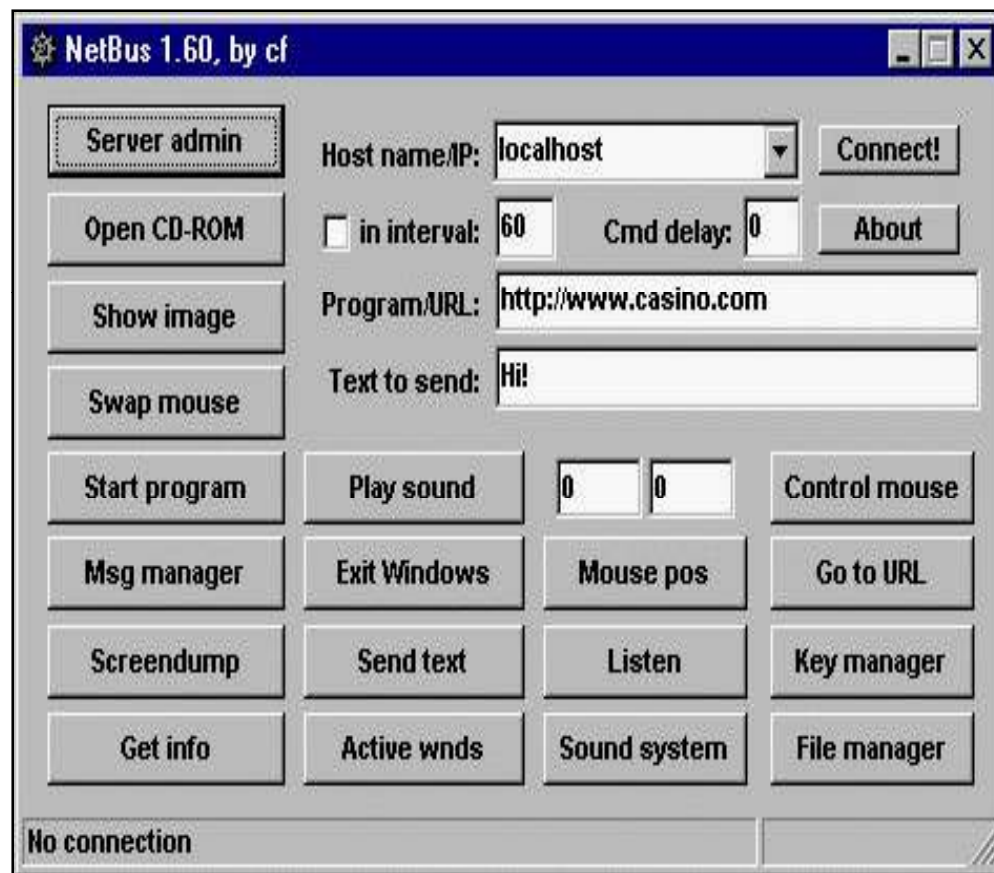 NetBus 1.60, by cf
Server admin
Host name/IP: localhost
Connect!
Open CD-ROM
in interval: 60
Cmd delay: 0
About
Show image
Program/URL: http://www.casino.com
Swap mouse
Text to send: Hi!
Start program
Play sound
0
0
Control mouse
Msg manager
Exit Windows
Mouse pos
Go to URL
Screendump
Send text
Listen
Key manager
Get info
Active wnds
Sound system
File manager
No connection